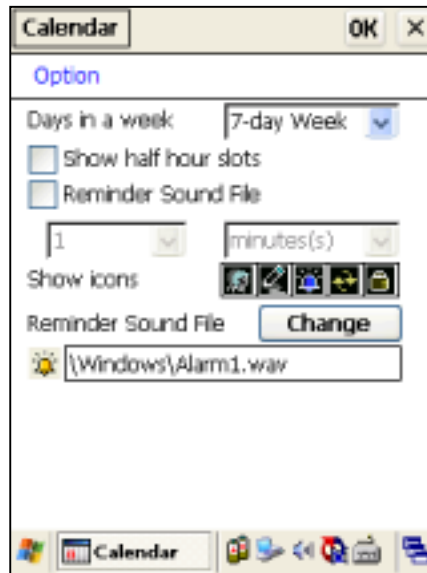 Calendar OK ×
Option
Days in a week 7-day Week
Show half hour slots
Reminder Sound File
1 minutes(s)
Show icons
Reminder Sound File Change
\Windows\Alarm1.wav
Calendar